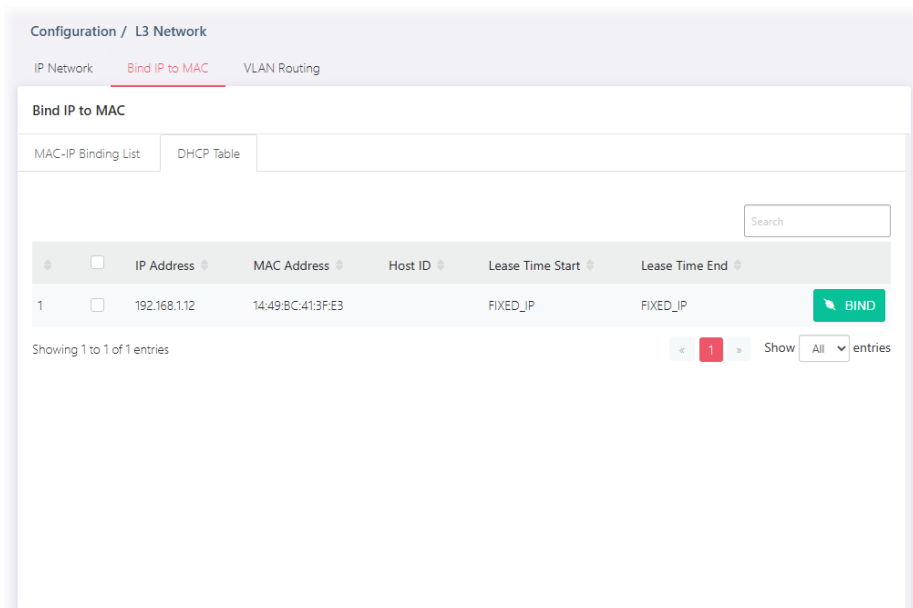 Configuration / L3 Network
IP Network Bind IP to MAC VLAN Routing
Bind IP to MAC
MAC-IP Binding List DHCP Table
Search
IP Address MAC Address Host ID Lease Time Start Lease Time End
1 192.168.1.12 14:49:BC:41:3F:E3 FIXED_IP FIXED_IP BIND
Showing 1 to 1 of 1 entries « 1 » Show All entries